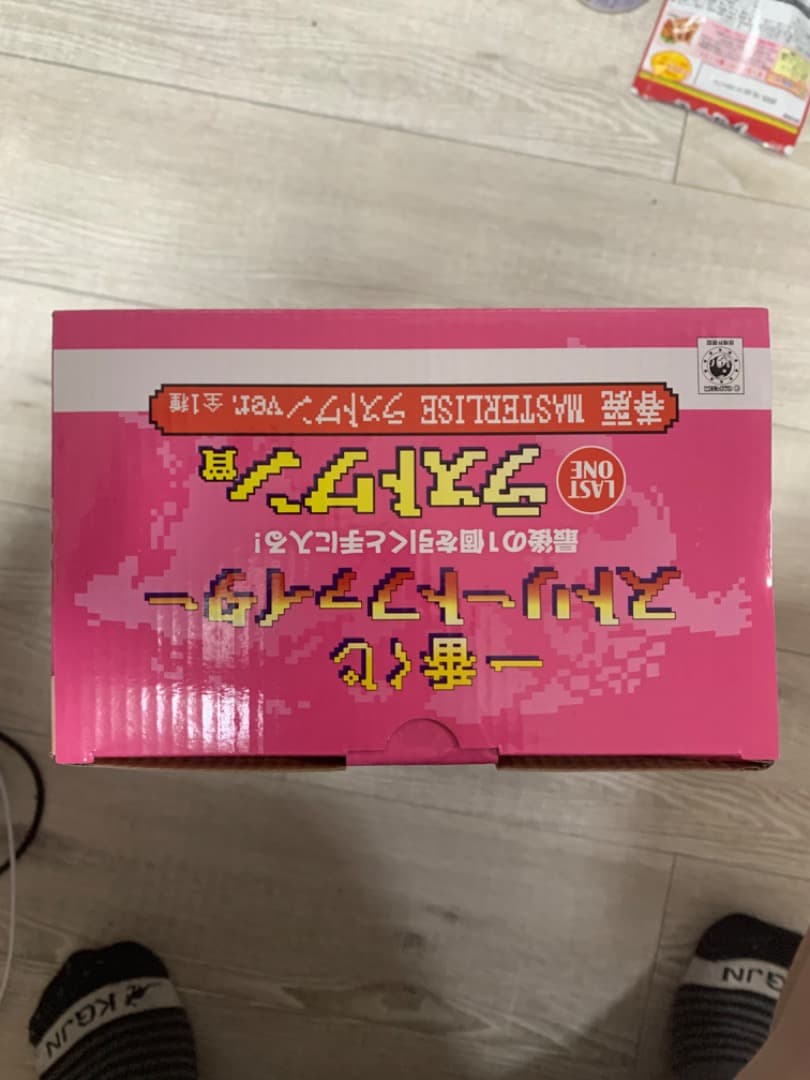 一番くじ
ストリートファイター
最後の1個を引くと手に入る!
LAST
ONE
ラストワン賞
春麗 MASTERLISE ラストワンver. 全1種
KGJN
KGJN